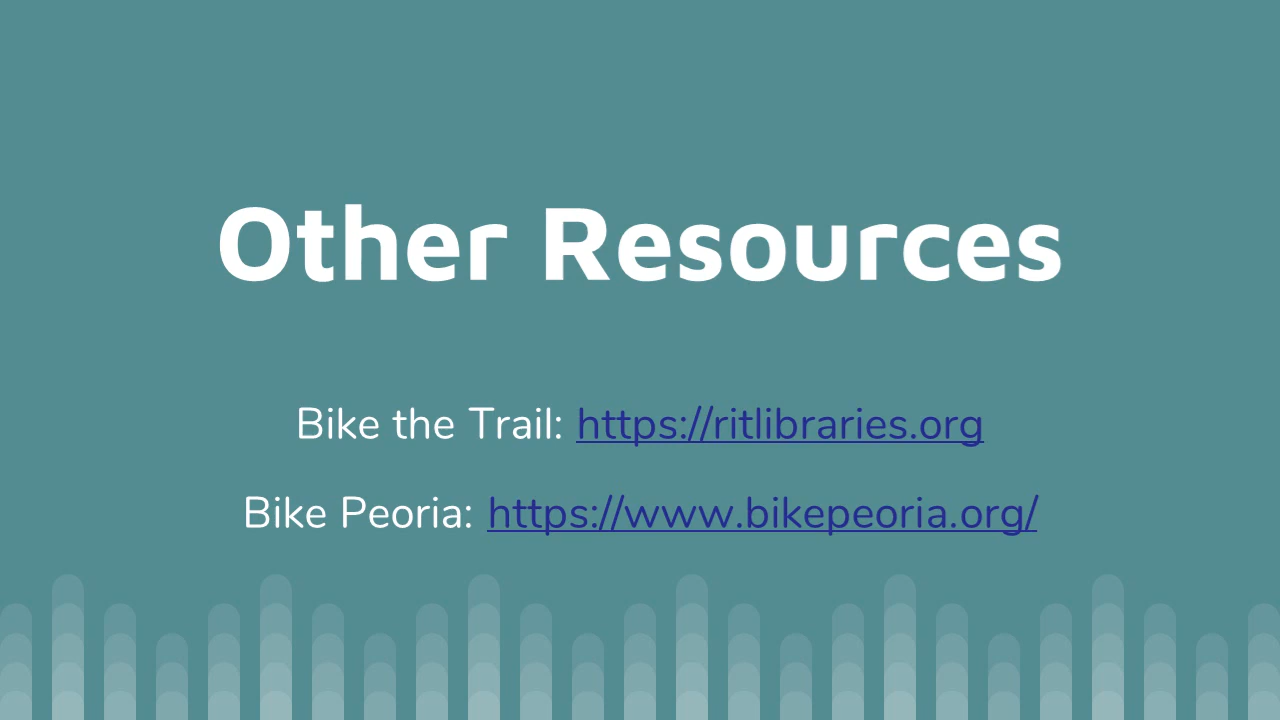 Other Resources
Bike the Trail: https://ritlibraries.org
Bike Peoria: https://www.bikepeoria.org/